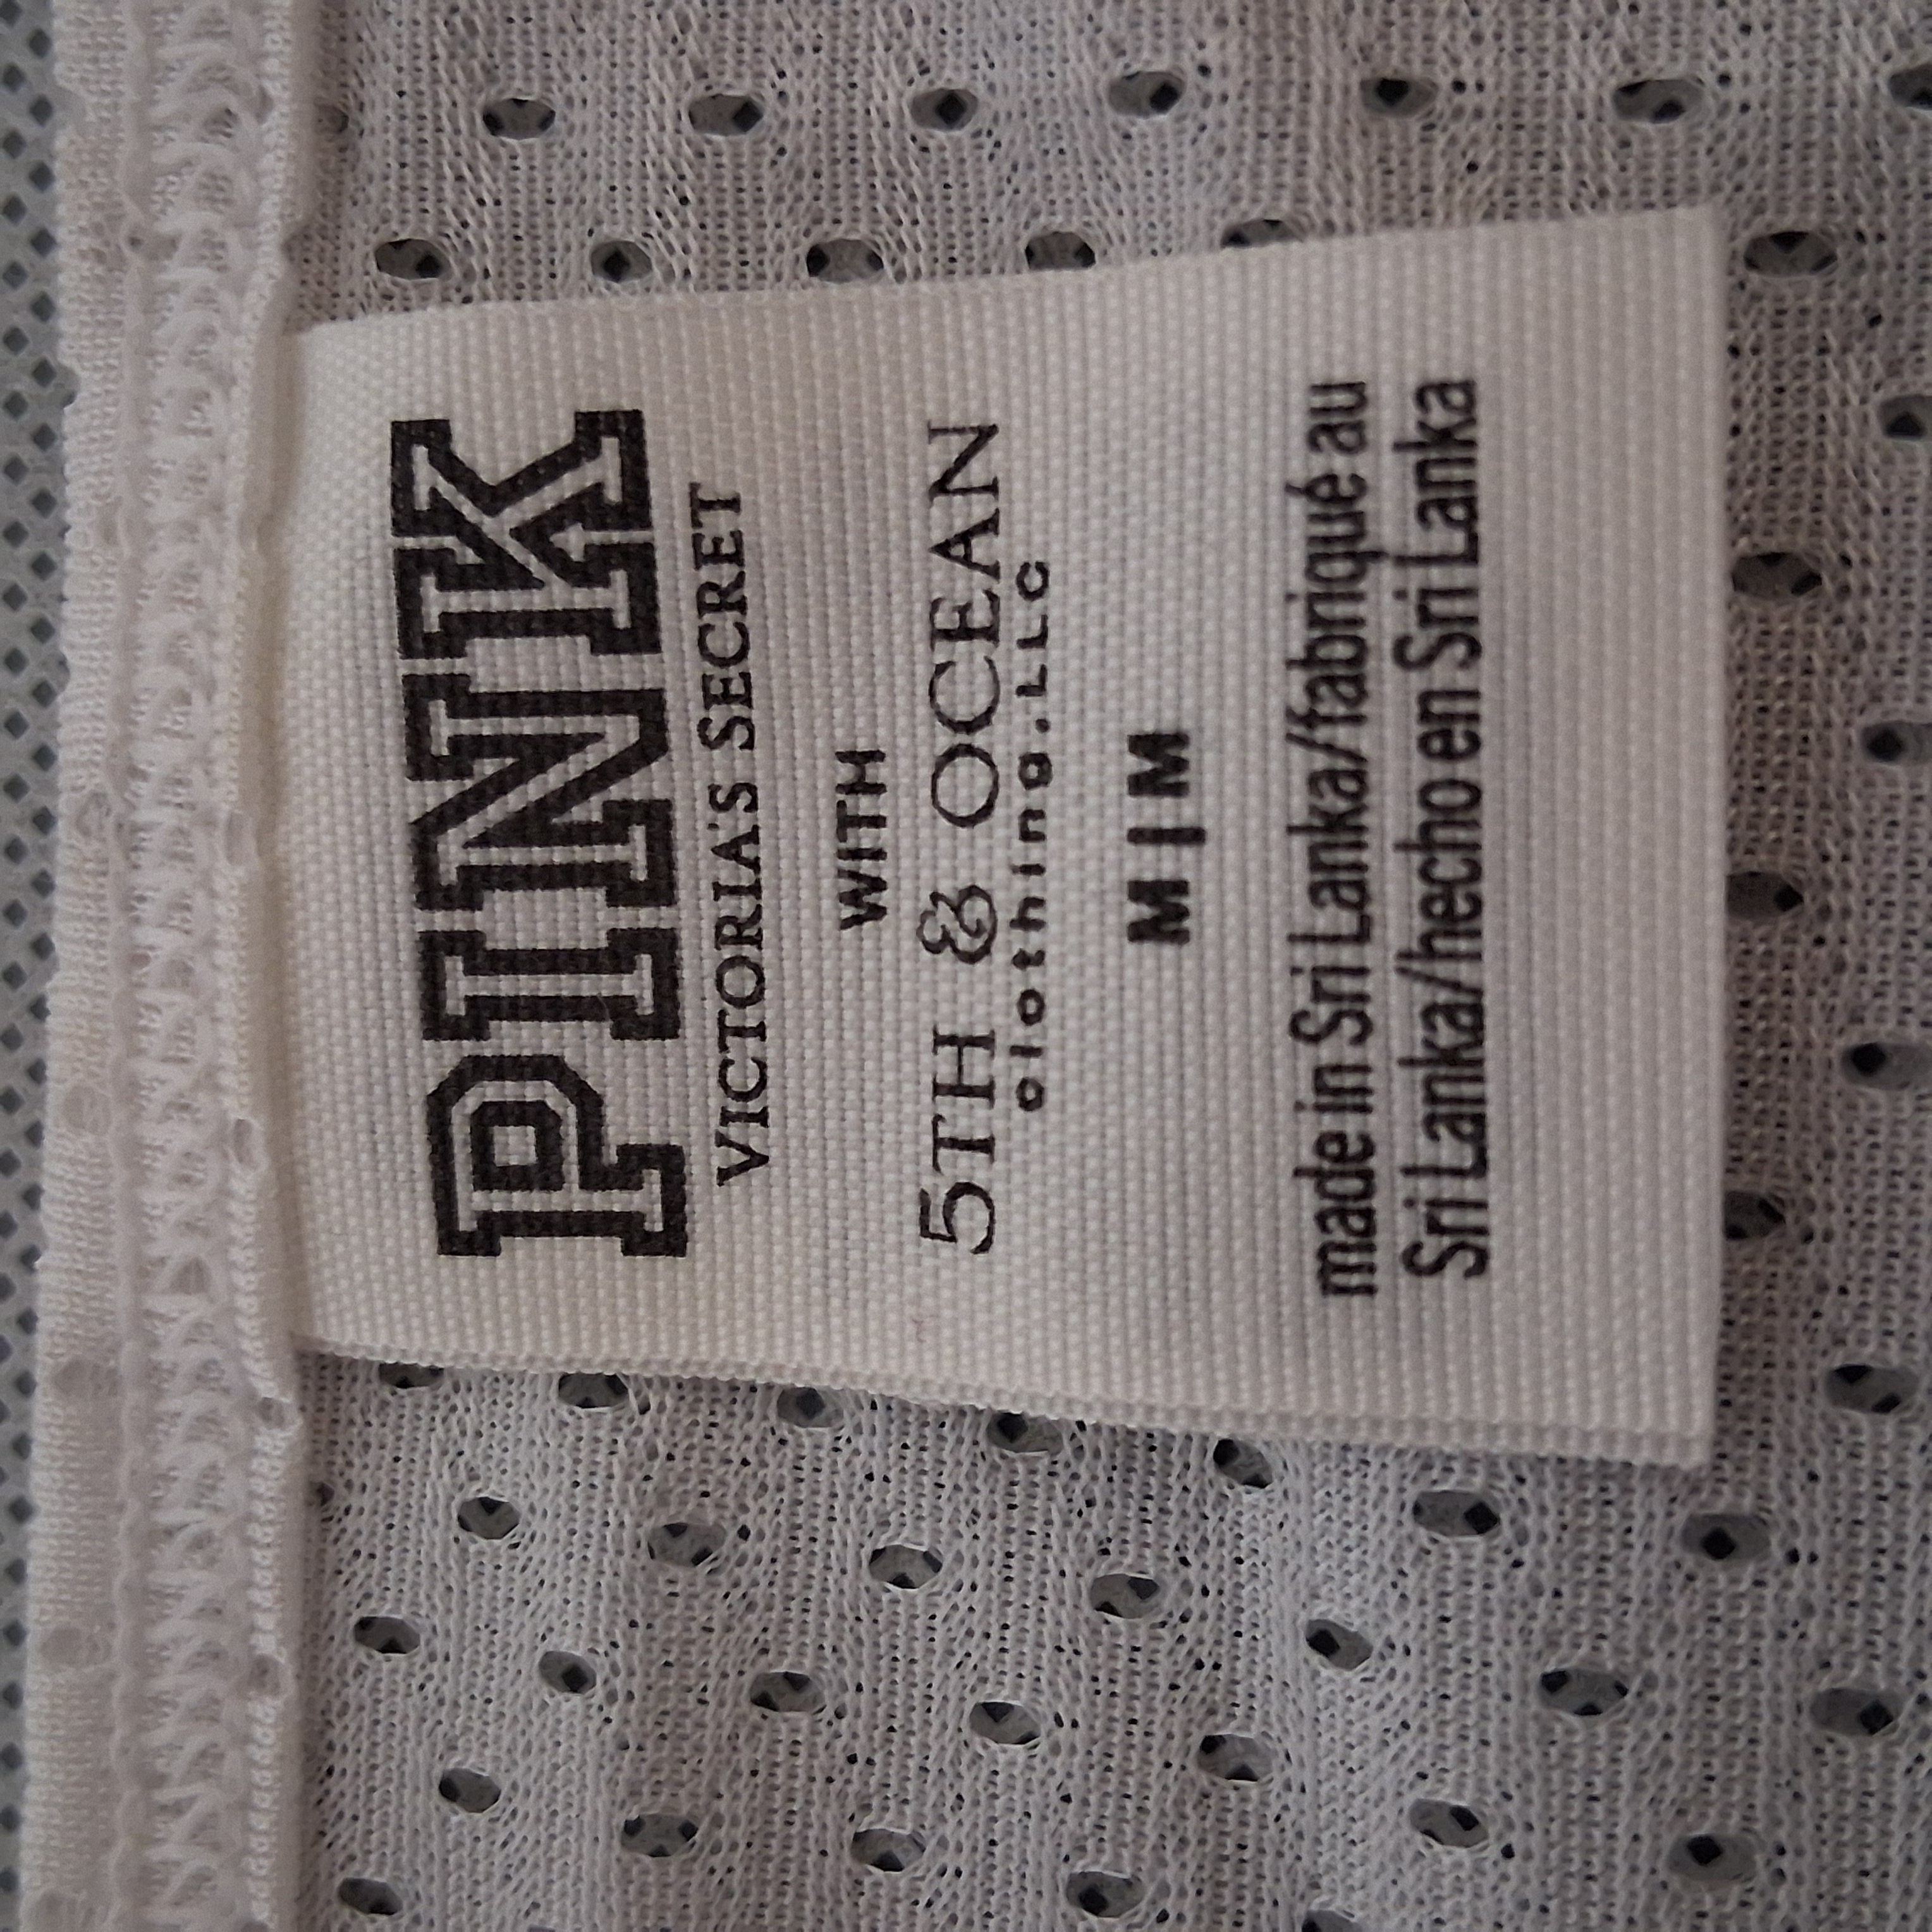 PINK
VICTORIA'S SECRET
WITH
5TH & OCEAN
clothing.LLC
M | M
made in Sri Lanka/fabriqué au
Sri Lanka/hecho en Sri Lanka